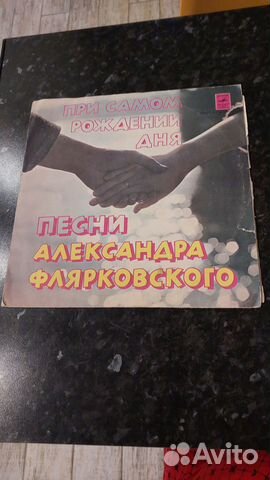 ПРИ САМОМ
РОЖДЕНИИ
ДНЯ
ПЕСНИ
АЛЕКСАНДРА
ФЛЯРКОВСКОГО
Avito